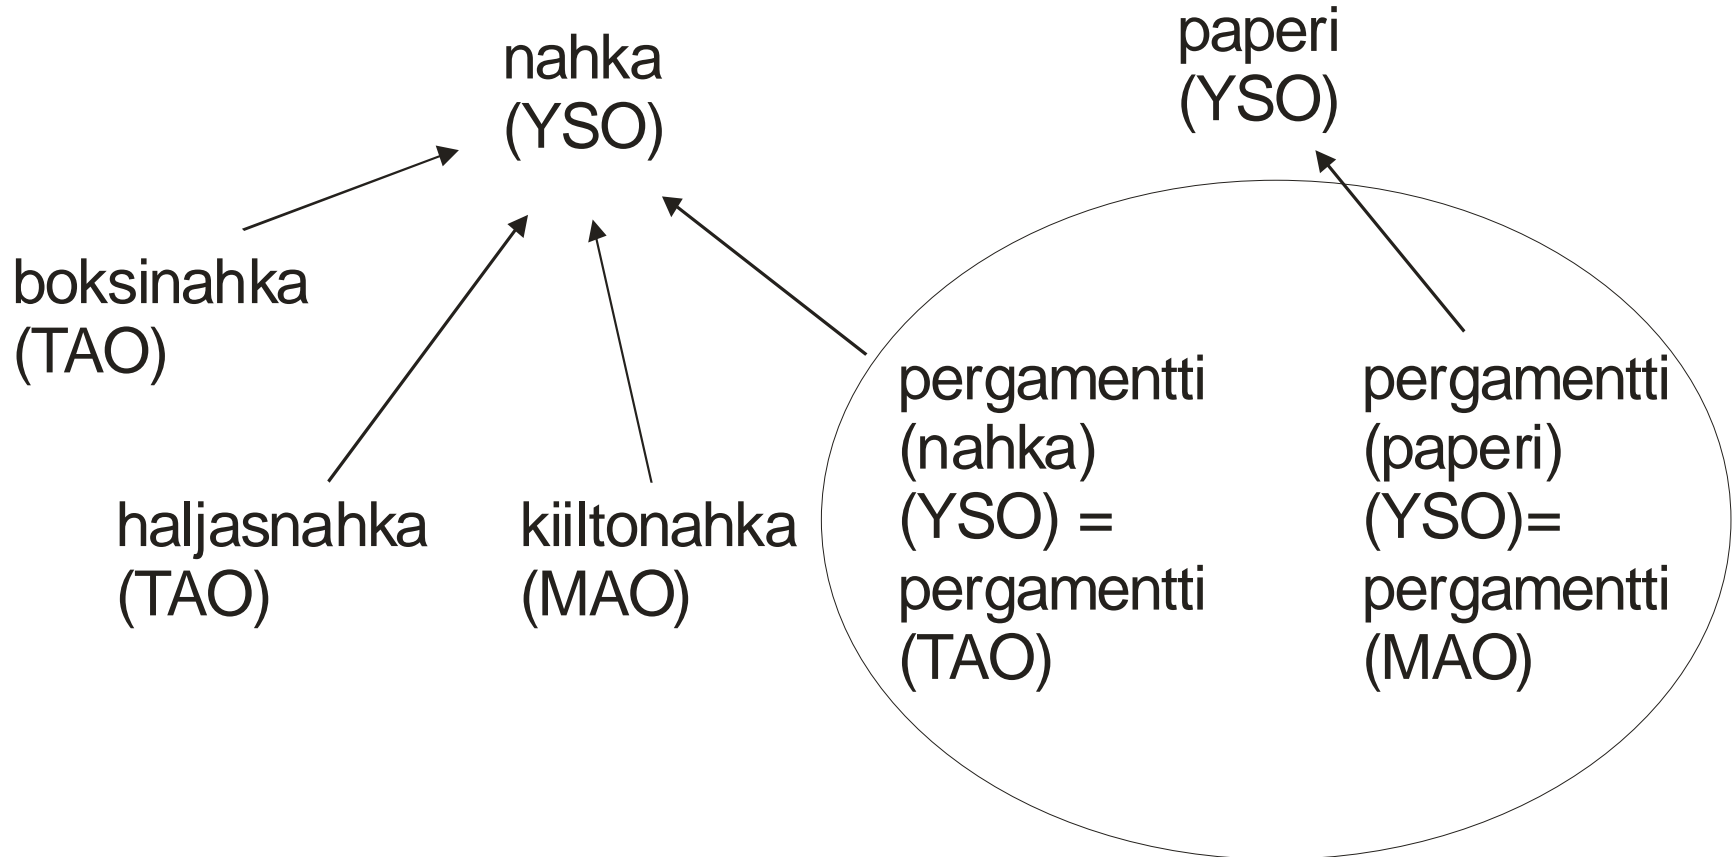 nahka
(YSO)
paperi
(YSO)
boksinahka
(TAO)
haljasnahka
(TAO)
kiiltonahka
(MAO)
pergamentti
(nahka)
(YSO) =
pergamentti
(TAO)
pergamentti
(paperi)
(YSO)=
pergamentti
(MAO)